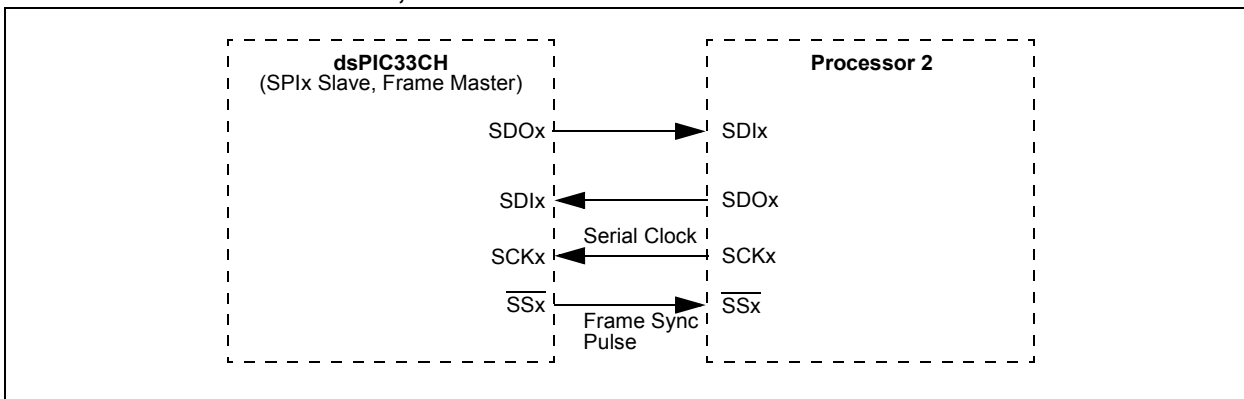 dsPIC33CH
(SPIx Slave, Frame Master)
Processor 2
SDOx
SDIx
SDIx
SDOx
Serial Clock
SCKx
SCKx
SSx
SSx
Frame Sync
Pulse